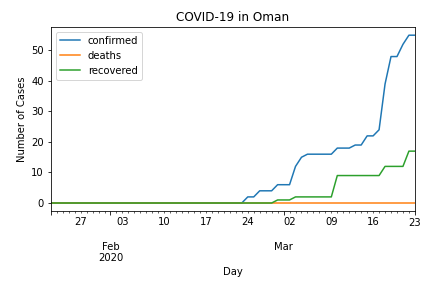 COVID-19 in Oman
confirmed
deaths
recovered
Number of Cases
50
40
30
20
10
0
27 03 10 17 24 02 09 16 23
Feb Mar
2020
Day